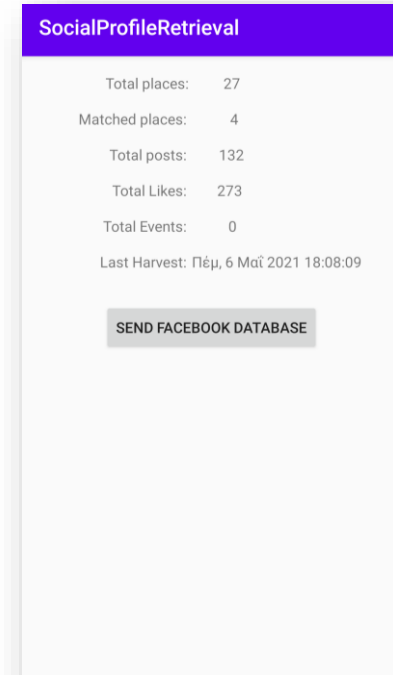 SocialProfileRetrieval
Total places: 27
Matched places: 4
Total posts: 132
Total Likes: 273
Total Events: 0
Last Harvest: Πέμ, 6 Μαΐ 2021 18:08:09
SEND FACEBOOK DATABASE